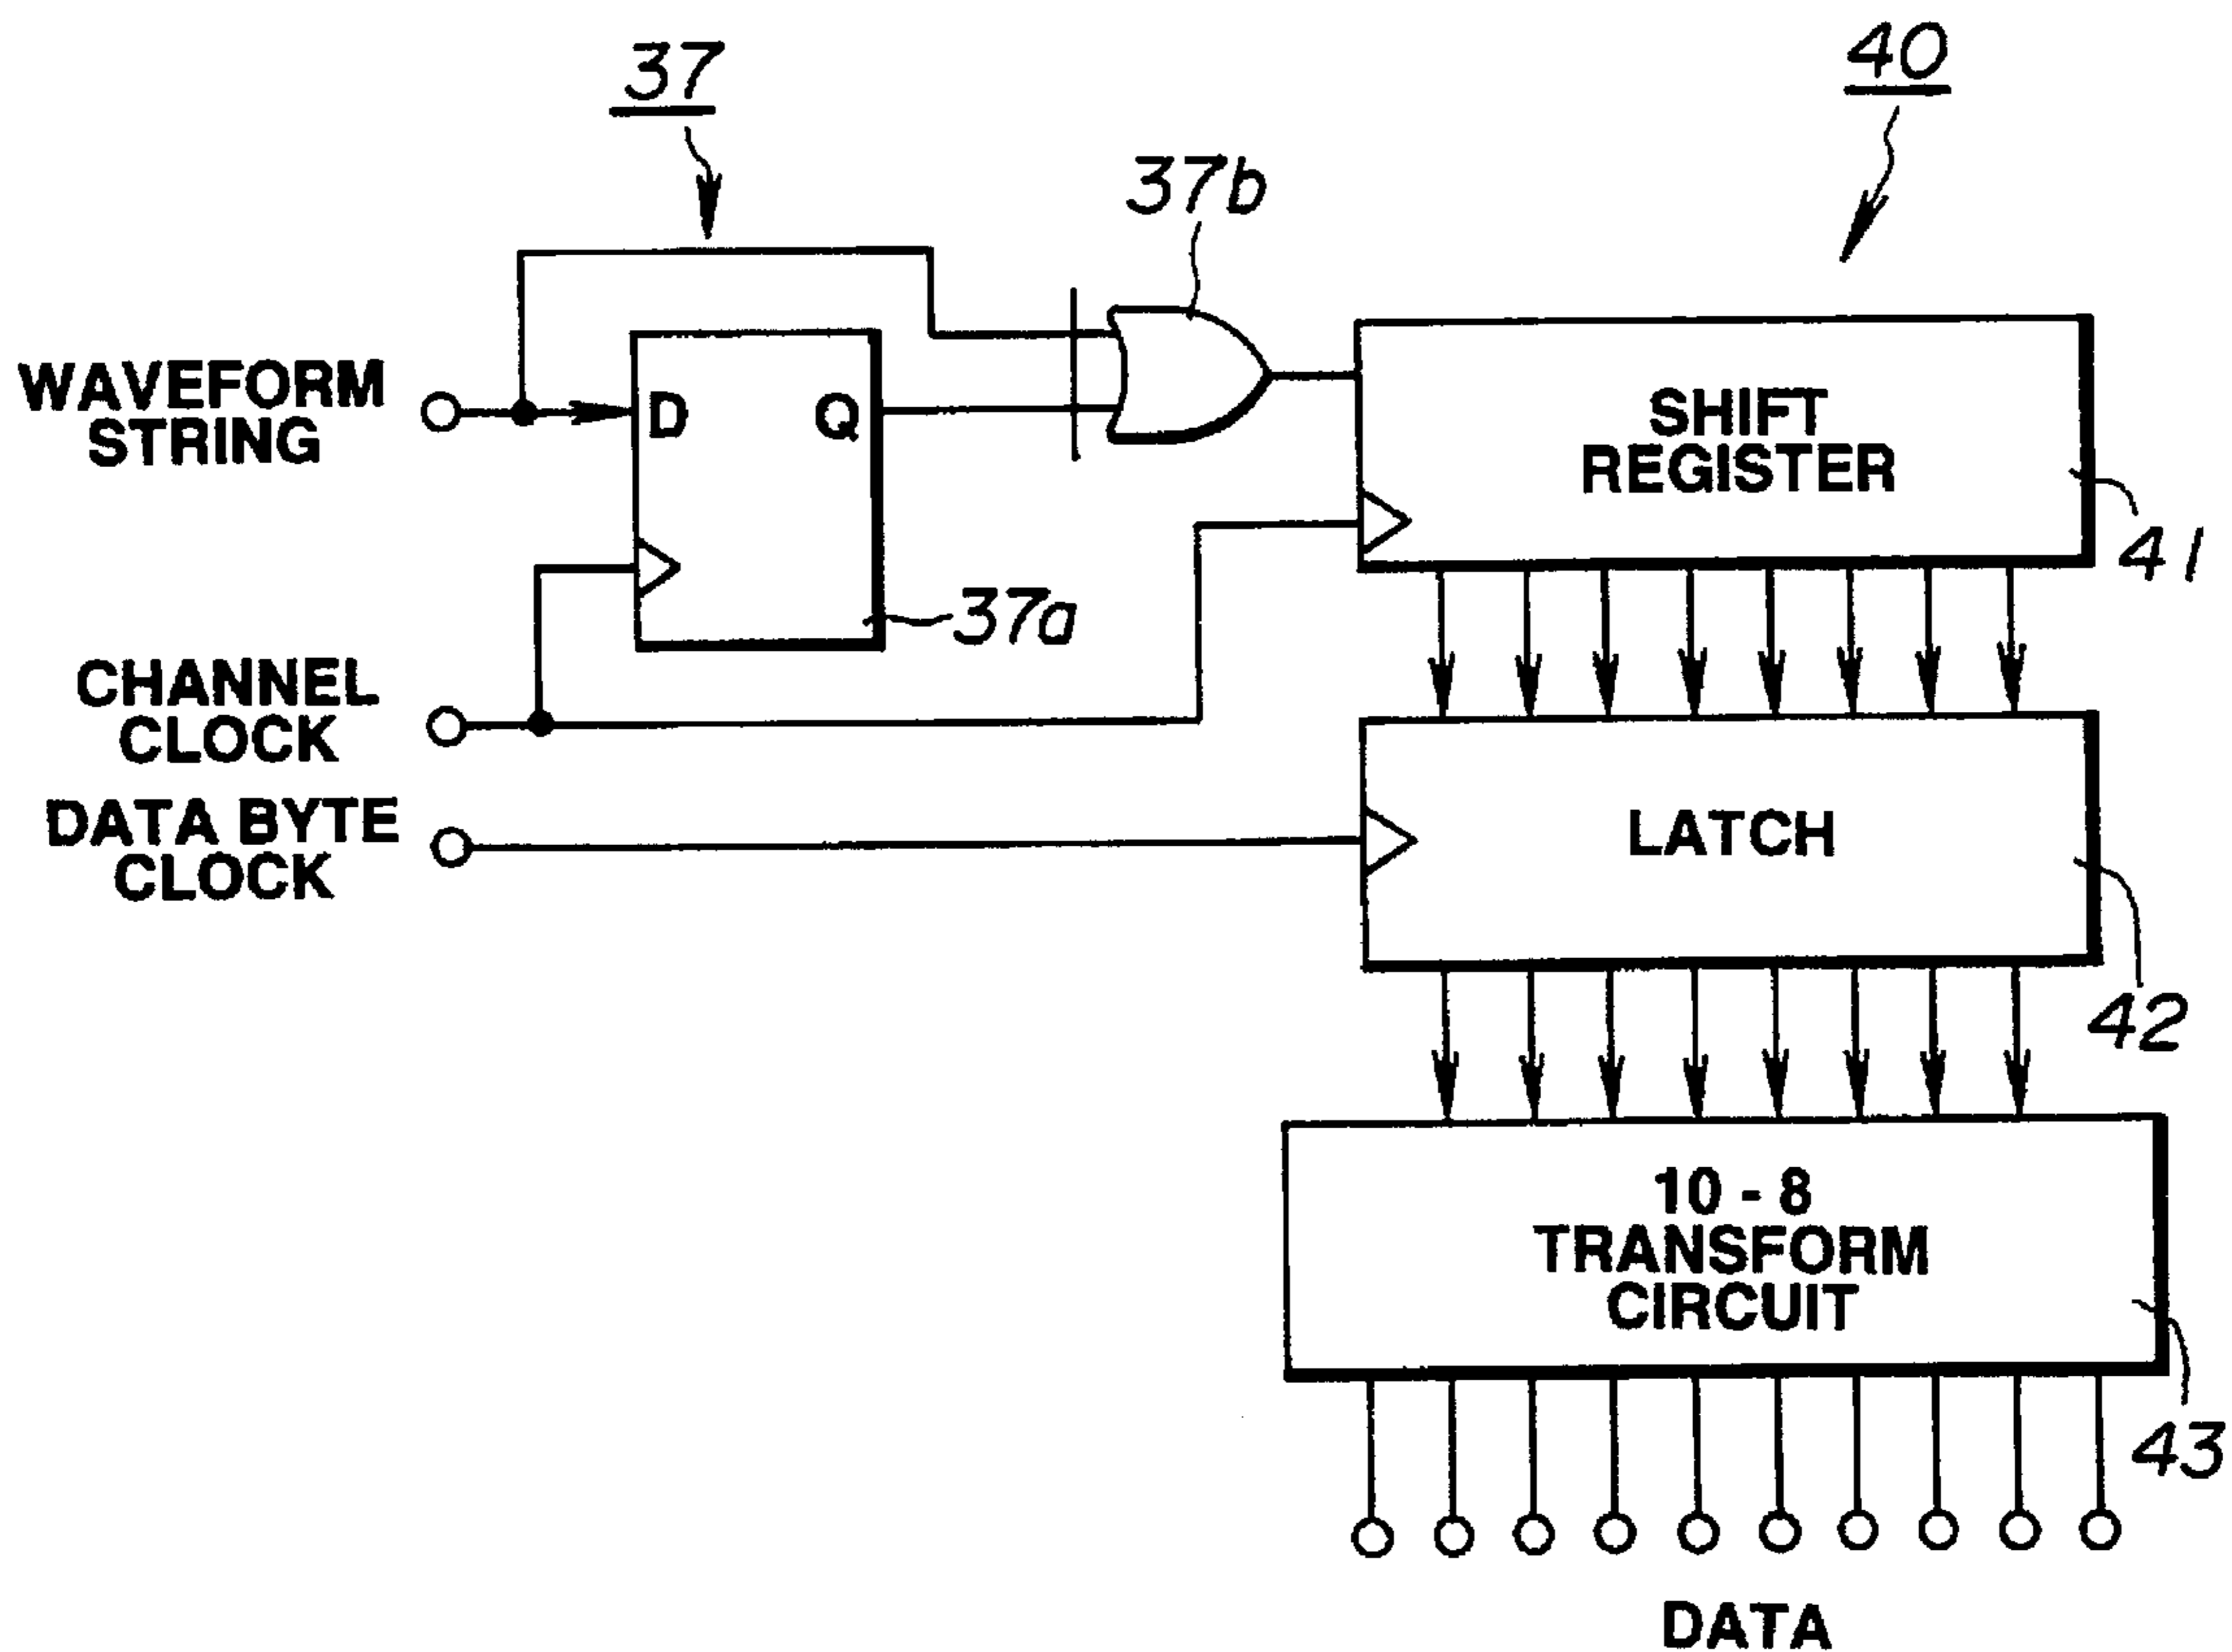 37
40
37b
WAVEFORM
STRING
D
Q
SHIFT
REGISTER
41
37a
CHANNEL
CLOCK
DATA BYTE
CLOCK
LATCH
42
10 - 8
TRANSFORM
CIRCUIT
43
DATA